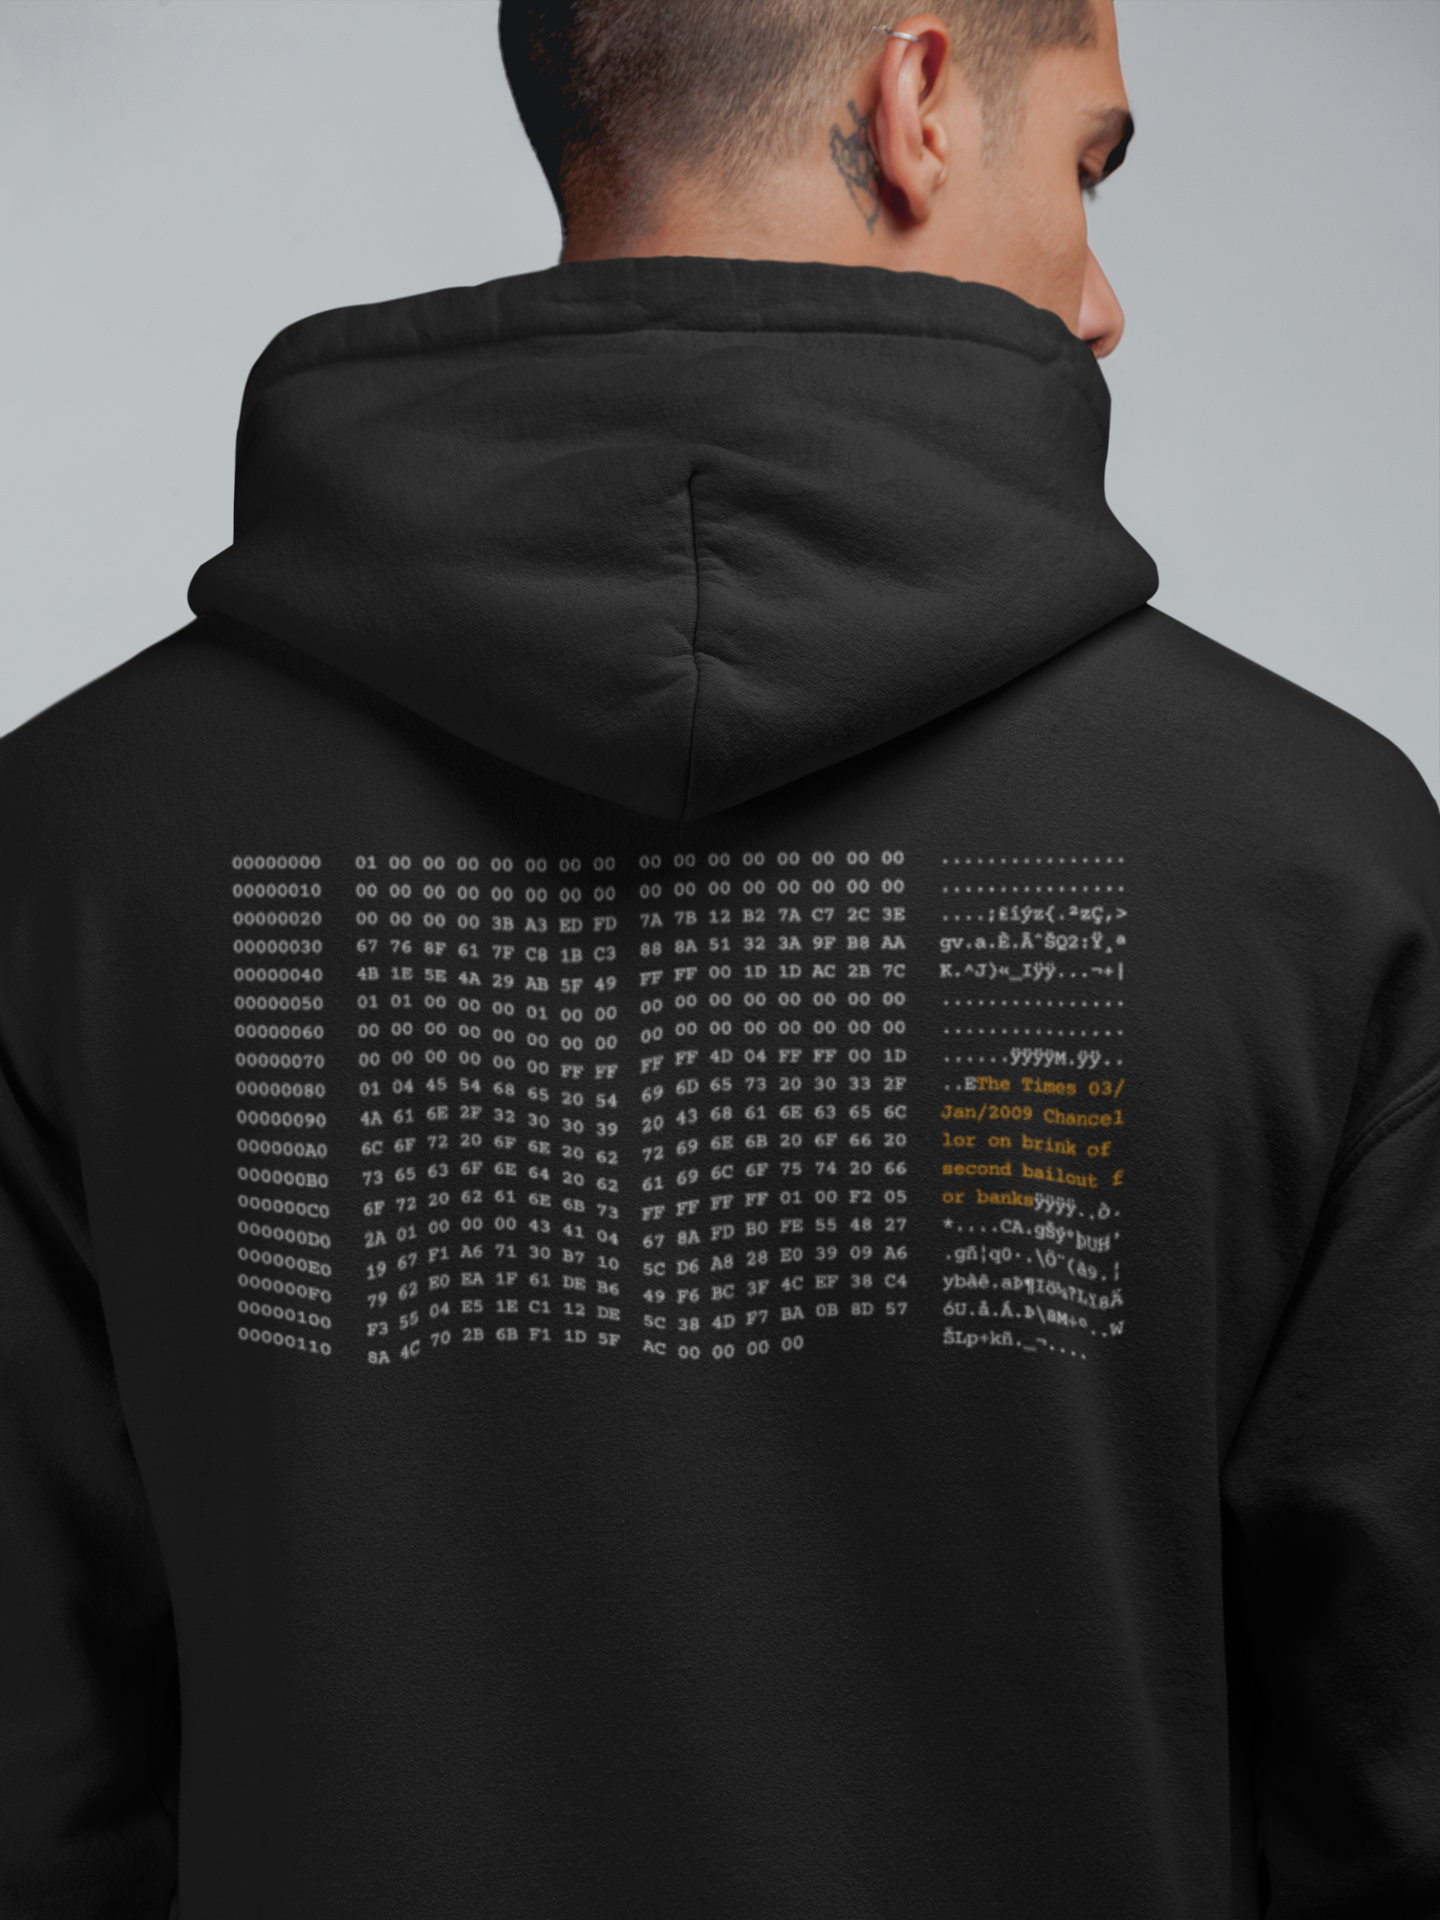 00000000 01 00 00 00 00 00 00 00 00 00 00 00 00 00 00 00 ................
00000010 00 00 00 00 00 00 00 00 00 00 00 00 00 00 00 00 ................
00000020 00 00 00 00 3B A3 ED FD 7A 7B 12 B2 7A C7 2C 3E ....;£íýz{.²zÇ,>
00000030 67 76 8F 61 7F C8 1B C3 88 8A 51 32 3A 9F B8 AA gv.a.È.ÃˆŠQ2:Ÿ¸ª
00000040 4B 1E 5E 4A 29 AB 5F 49 FF FF 00 1D 1D AC 2B 7C K.^J)«_Iÿÿ...¬+|
00000050 01 01 00 00 00 01 00 00 00 00 00 00 00 00 00 00 ................
00000060 00 00 00 00 00 00 00 00 00 00 00 00 00 00 00 00 ................
00000070 00 00 00 00 00 00 FF FF FF FF 4D 04 FF FF 00 1D ......ÿÿÿÿM.ÿÿ..
00000080 01 04 45 54 68 65 20 54 69 6D 65 73 20 30 33 2F ..EThe Times 03/
00000090 4A 61 6E 2F 32 30 30 39 20 43 68 61 6E 63 65 6C Jan/2009 Chancel
000000A0 6C 6F 72 20 6F 6E 20 62 72 69 6E 6B 20 6F 66 20 lor on brink of
000000B0 73 65 63 6F 6E 64 20 62 61 69 6C 6F 75 74 20 66 second bailout f
000000C0 6F 72 20 62 61 6E 6B 73 FF FF FF FF 01 00 F2 05 or banksÿÿÿÿ..ò.
000000D0 2A 01 00 00 00 43 41 04 67 8A FD B0 FE 55 48 27 *....CA.gŠý°þUH'
000000E0 19 67 F1 A6 71 30 B7 10 5C D6 A8 28 E0 39 09 A6 .gñ¦q0·.\Ö¨(à9.¦
000000F0 79 62 E0 EA 1F 61 DE B6 49 F6 BC 3F 4C EF 38 C4 ybàê.aÞ¶Iö¼?Lï8Ä
00000100 F3 55 04 E5 1E C1 12 DE 5C 38 4D F7 BA 0B 8D 57 óU.å.Á.Þ\8M÷º..W
00000110 8A 4C 70 2B 6B F1 1D 5F AC 00 00 00 00 ŠLp+kñ._¬....